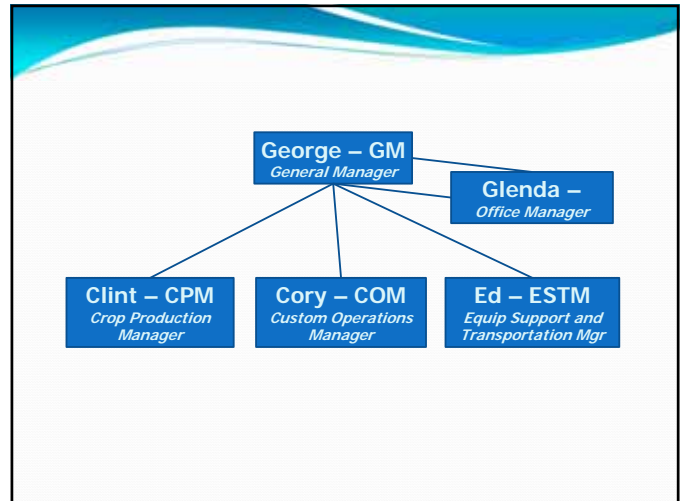 George – GM
General Manager
Glenda –
Office Manager
Clint – CPM
Crop Production
Manager
Cory – COM
Custom Operations
Manager
Ed – ESTM
Equip Support and
Transportation Mgr